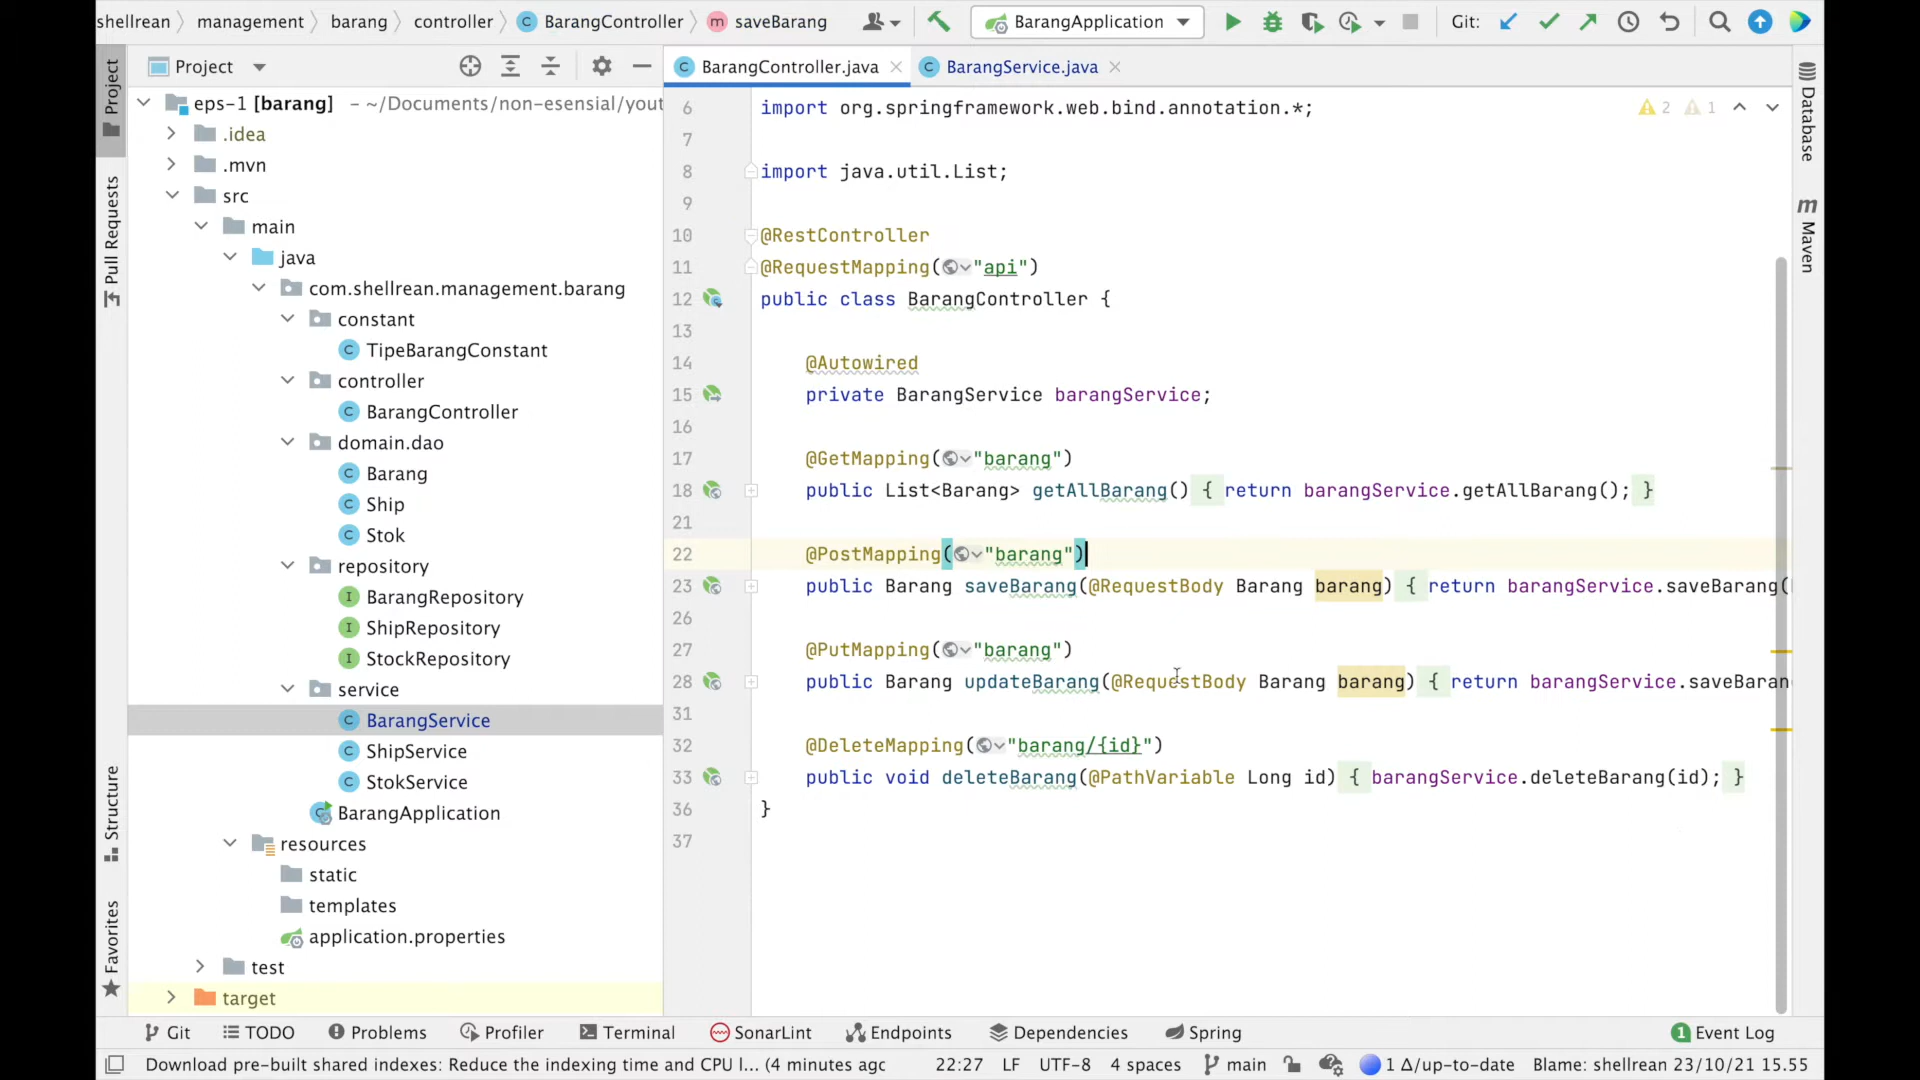 shellrean management barang controller BarangController saveBarang BarangApplication Git:
Project
BarangController.java BarangService.java
eps-1 [barang] – ~/Documents/non-esensial/yout
.idea
.mvn
src
main
java
com.shellrean.management.barang
constant
TipeBarangConstant
controller
BarangController
domain.dao
Barang
Ship
Stok
repository
BarangRepository
ShipRepository
StockRepository
service
BarangService
ShipService
StokService
BarangApplication
resources
static
templates
application.properties
test
target
Project
Pull Requests
Structure
Favorites
6 import org.springframework.web.bind.annotation.*;
7
8 import java.util.List;
9
10 @RestController
11 @RequestMapping("api")
12 public class BarangController {
13
14 @Autowired
15 private BarangService barangService;
16
17 @GetMapping("barang")
18 public List<Barang> getAllBarang() { return barangService.getAllBarang(); }
21
22 @PostMapping("barang")
23 public Barang saveBarang(@RequestBody Barang barang) { return barangService.saveBarang(
26
27 @PutMapping("barang")
28 public Barang updateBarang(@RequestBody Barang barang) { return barangService.saveBaran
31
32 @DeleteMapping("barang/{id}")
33 public void deleteBarang(@PathVariable Long id) { barangService.deleteBarang(id); }
36 }
37
2 1
Database
m Maven
Git TODO Problems Profiler Terminal SonarLint Endpoints Dependencies Spring 1 Event Log
Download pre-built shared indexes: Reduce the indexing time and CPU l... (4 minutes agc 22:27 LF UTF-8 4 spaces main 1 Δ/up-to-date Blame: shellrean 23/10/21 15.55